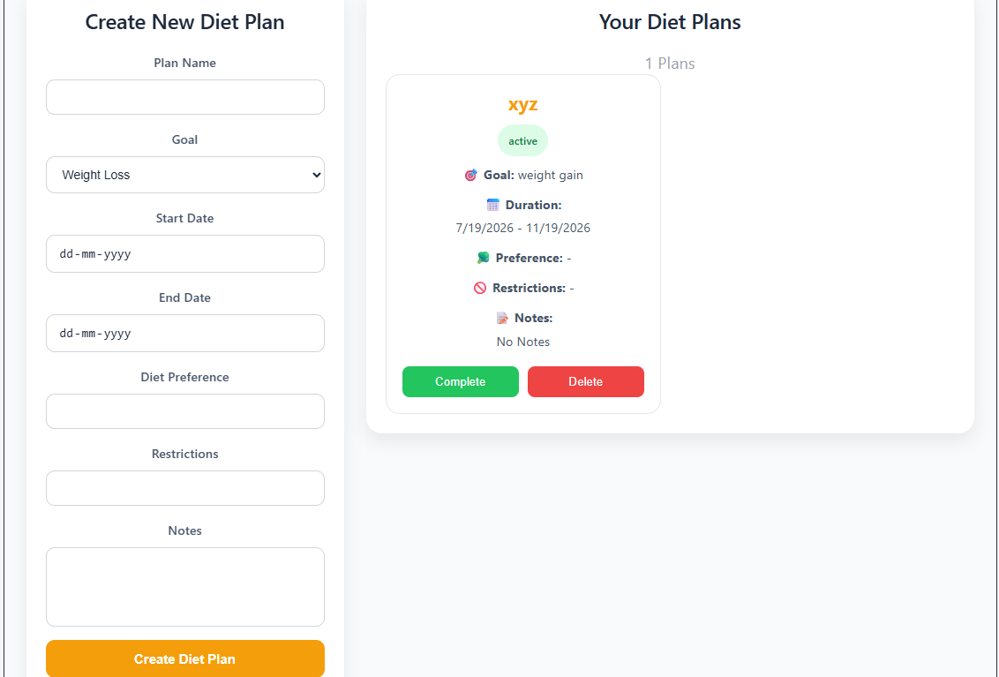 Create New Diet Plan
Plan Name
Goal
Weight Loss
Start Date
dd-mm-yyyy
End Date
dd-mm-yyyy
Diet Preference
Restrictions
Notes
Create Diet Plan
Your Diet Plans
1 Plans
xyz
active
Goal: weight gain
Duration:
7/19/2026 - 11/19/2026
Preference: -
Restrictions: -
Notes:
No Notes
Complete
Delete